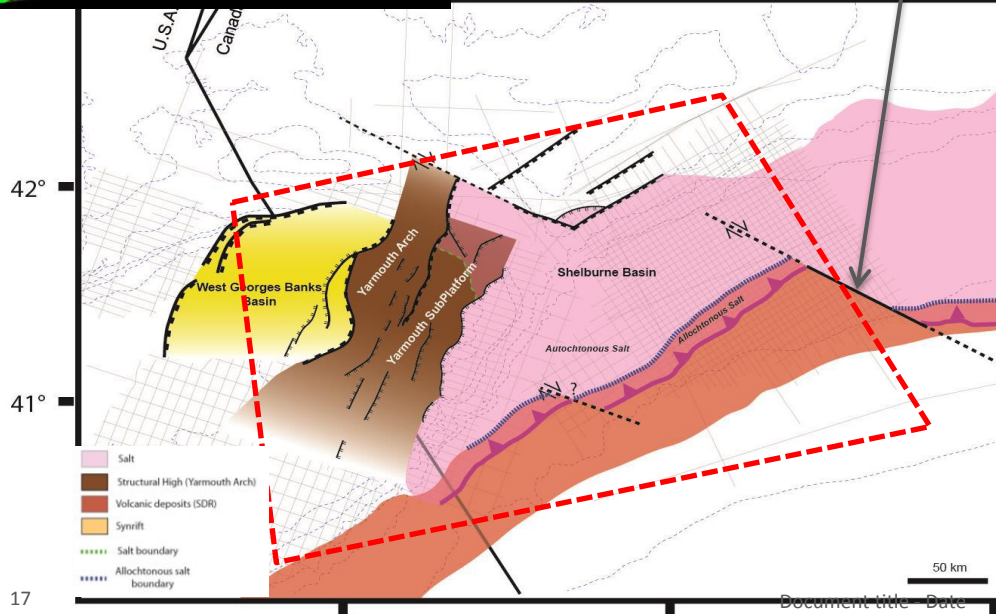 U.S.A.
Canada
42°
41°
Yarmouth Arch
West Georges Banks
Basin
Yarmouth SubPlatform
Shelburne Basin
Allochtonous Salt
Autochtonous Salt
?
Salt
Structural High (Yarmouth Arch)
Volcanic deposits (SDR)
Synrift
Salt boundary
Allochtonous salt
boundary
50 km
17
Document title - Date